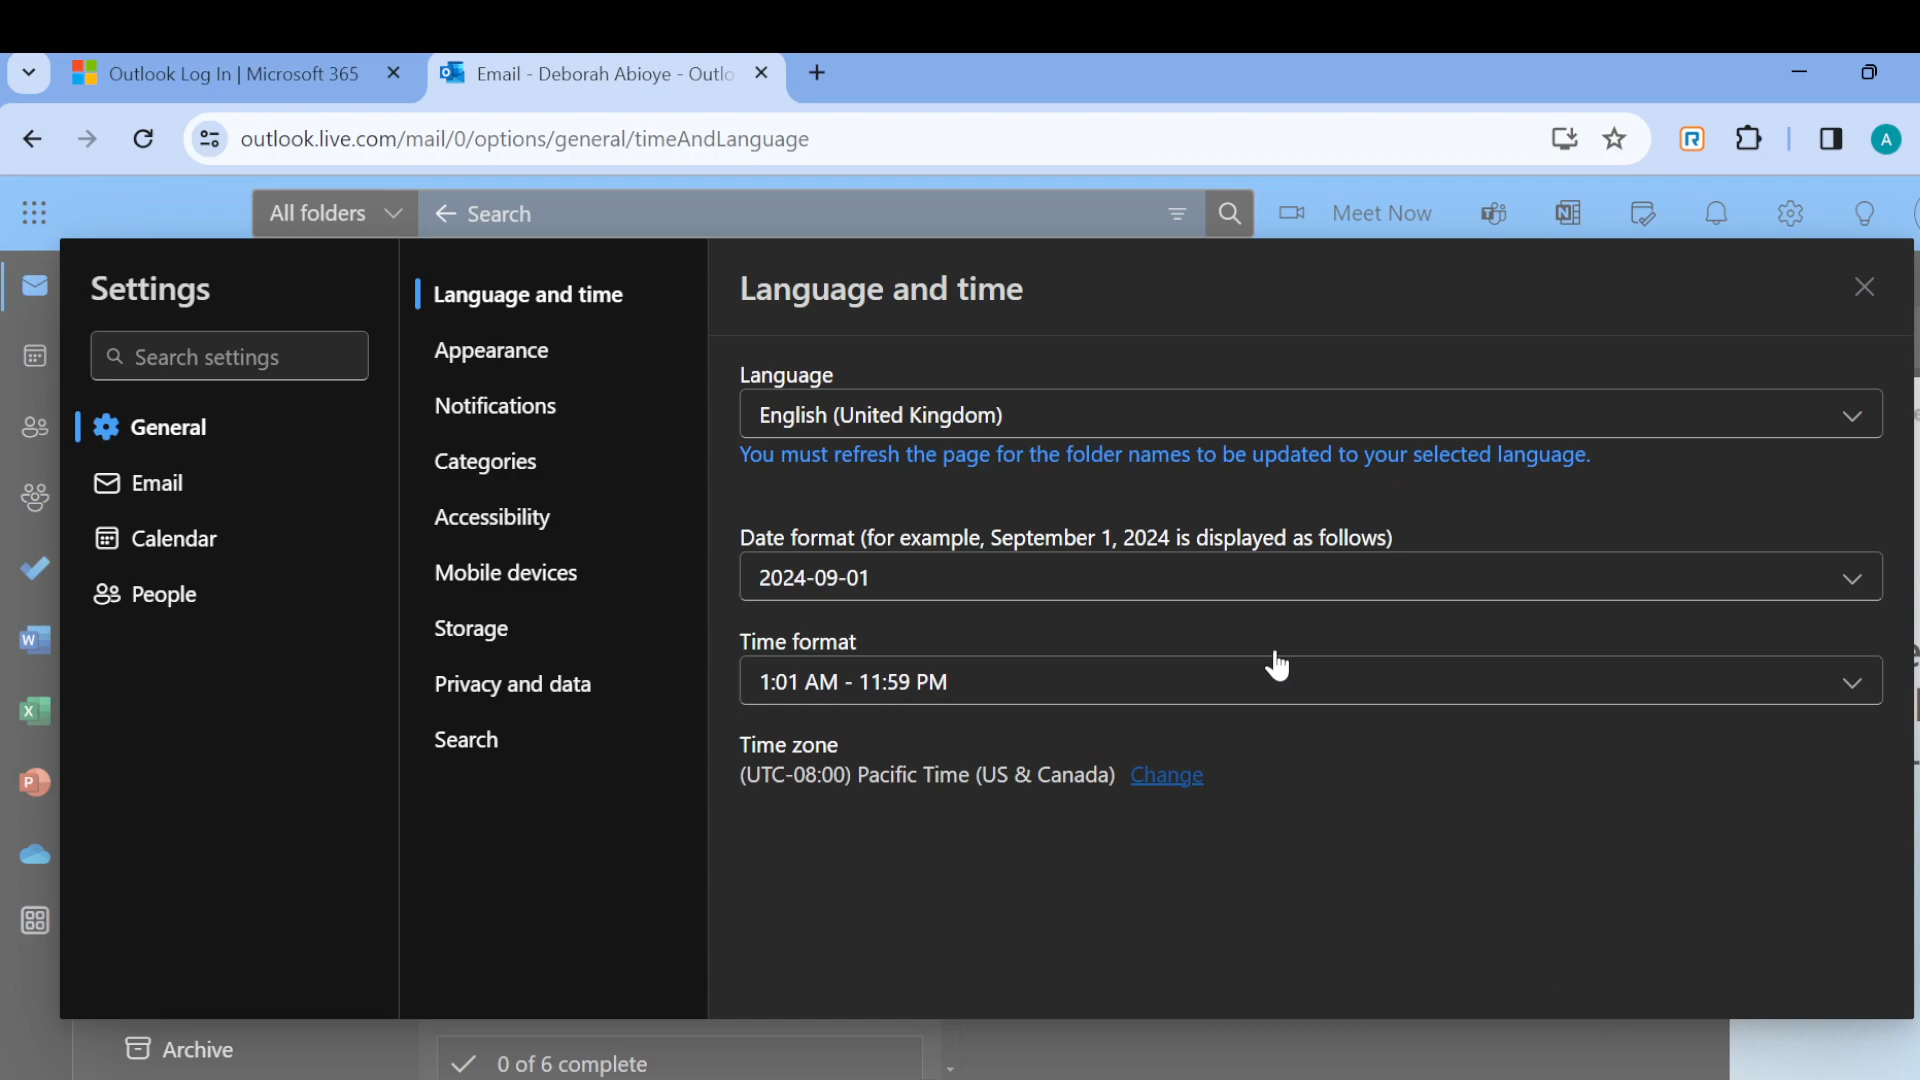 Outlook Log In | Microsoft 365
Email - Deborah Abioye - Outlo
outlook.live.com/mail/0/options/general/timeAndLanguage
A
All folders
Search
Meet Now
Settings
Search settings
General
Email
Calendar
People
Language and time
Appearance
Notifications
Categories
Accessibility
Mobile devices
Storage
Privacy and data
Search
Language and time
Language
English (United Kingdom)
You must refresh the page for the folder names to be updated to your selected language.
Date format (for example, September 1, 2024 is displayed as follows)
2024-09-01
Time format
1:01 AM - 11:59 PM
Time zone
(UTC-08:00) Pacific Time (US & Canada) Change
Archive
0 of 6 complete